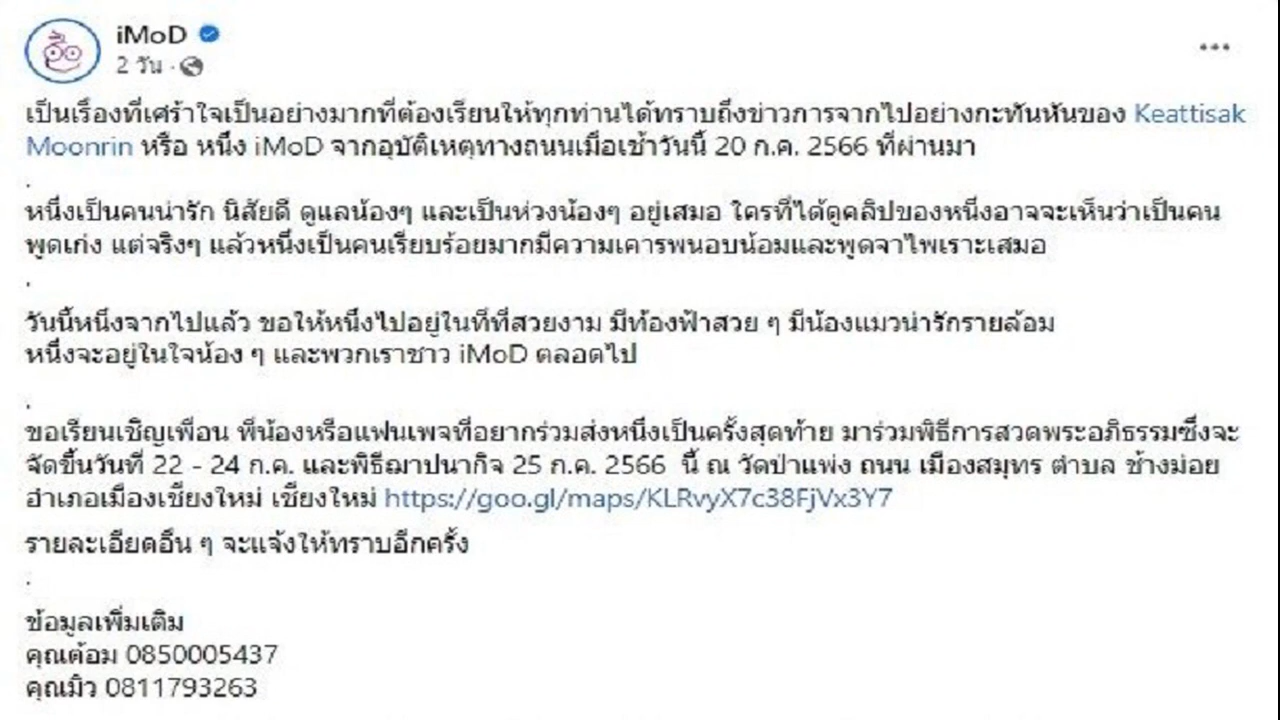 iMoD
2 วัน ·
เป็นเรื่องที่เศร้าใจเป็นอย่างมากที่ต้องเรียนให้ทุกท่านได้ทราบถึงข่าวการจากไปอย่างกะทันหันของ Keattisak
Moonrin หรือ หนึ่ง iMoD จากอุบัติเหตุทางถนนเมื่อเช้าวันนี้ 20 ก.ค. 2566 ที่ผ่านมา
.
หนึ่งเป็นคนน่ารัก นิสัยดี ดูแลน้องๆ และเป็นห่วงน้องๆ อยู่เสมอ ใครที่ได้ดูคลิปของหนึ่งอาจจะเห็นว่าเป็นคน
พูดเก่ง แต่จริงๆ แล้วหนึ่งเป็นคนเรียบร้อยมากมีความเคารพนอบน้อมและพูดจาไพเราะเสมอ
.
วันนี้หนึ่งจากไปแล้ว ขอให้หนึ่งไปอยู่ในที่ที่สวยงาม มีท้องฟ้าสวย ๆ มีน้องแมวน่ารักรายล้อม
หนึ่งจะอยู่ในใจน้อง ๆ และพวกเราชาว iMoD ตลอดไป
.
ขอเรียนเชิญเพื่อน พี่น้องหรือแฟนเพจที่อยากร่วมส่งหนึ่งเป็นครั้งสุดท้าย มาร่วมพิธีการสวดพระอภิธรรมซึ่งจะ
จัดขึ้นวันที่ 22 - 24 ก.ค. และพิธีฌาปนากิจ 25 ก.ค. 2566 นี้ ณ วัดป่าแพ่ง ถนน เมืองสมุทร ตำบล ช้างม่อย
อำเภอเมืองเชียงใหม่ เชียงใหม่ https://goo.gl/maps/KLRvyX7c38FjVx3Y7
รายละเอียดอื่น ๆ จะแจ้งให้ทราบอีกครั้ง
.
ข้อมูลเพิ่มเติม
คุณต้อม 0850005437
คุณมิว 0811793263